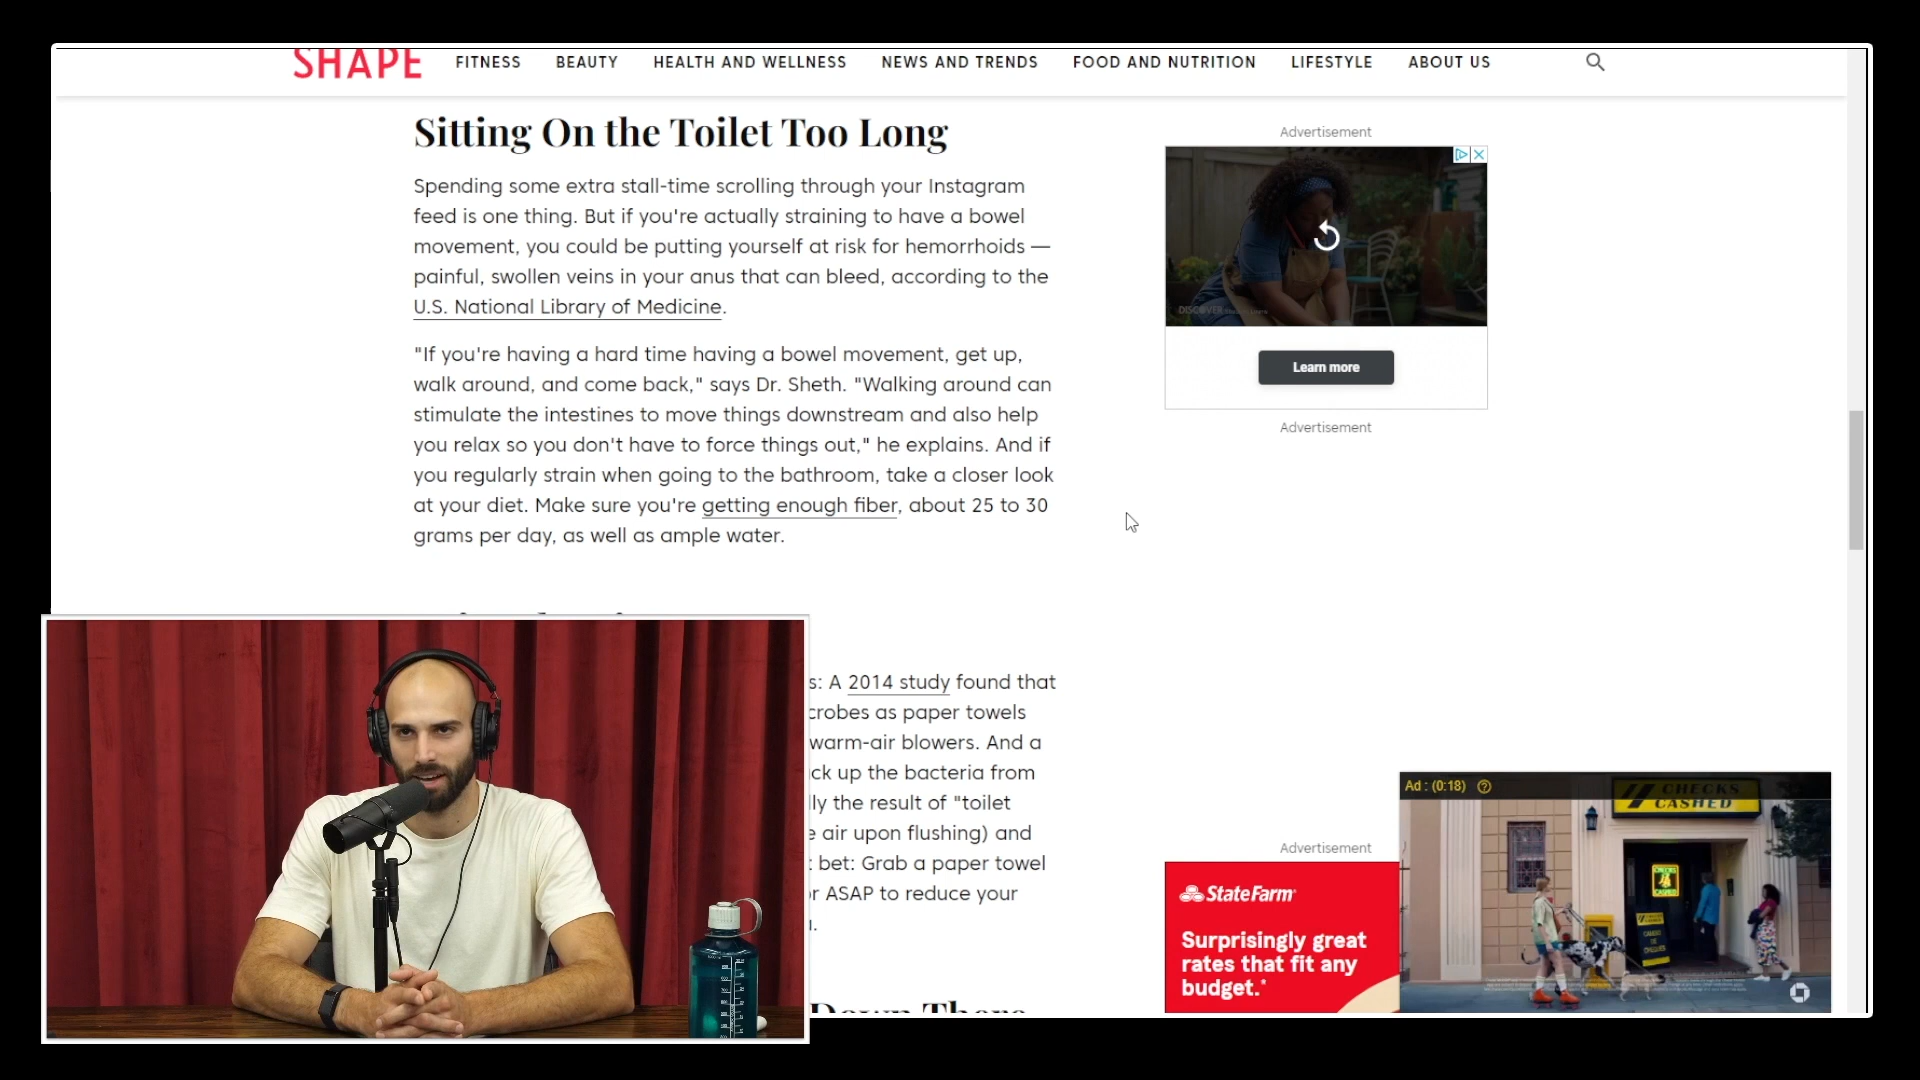 SHAPE
FITNESS BEAUTY HEALTH AND WELLNESS NEWS AND TRENDS FOOD AND NUTRITION LIFESTYLE ABOUT US
Sitting On the Toilet Too Long
Spending some extra stall-time scrolling through your Instagram
feed is one thing. But if you're actually straining to have a bowel
movement, you could be putting yourself at risk for hemorrhoids —
painful, swollen veins in your anus that can bleed, according to the
U.S. National Library of Medicine.
"If you're having a hard time having a bowel movement, get up,
walk around, and come back," says Dr. Sheth. "Walking around can
stimulate the intestines to move things downstream and also help
you relax so you don't have to force things out," he explains. And if
you regularly strain when going to the bathroom, take a closer look
at your diet. Make sure you're getting enough fiber, about 25 to 30
grams per day, as well as ample water.
s: A 2014 study found that
crobes as paper towels
warm-air blowers. And a
ck up the bacteria from
lly the result of "toilet
e air upon flushing) and
bet: Grab a paper towel
or ASAP to reduce your
Down There
Advertisement
DISCOVER
Learn more
Advertisement
Advertisement
StateFarm
Surprisingly great
rates that fit any
budget.*
Ad : (0:18)
CHECKS
CASHED